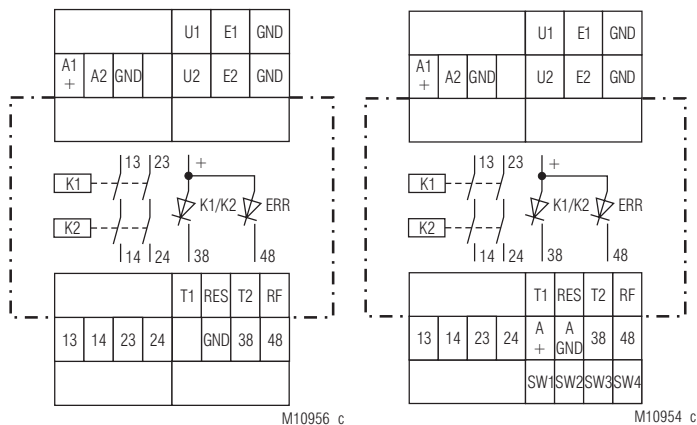 U1 E1 GND
A1 + A2 GND U2 E2 GND
13 23 +
K1 K1/K2 ERR
K2
14 24 38 48
T1 RES T2 RF
13 14 23 24 GND 38 48
M10956_c
U1 E1 GND
A1 + A2 GND U2 E2 GND
13 23 +
K1 K1/K2 ERR
K2
14 24 38 48
T1 RES T2 RF
13 14 23 24 A + A GND 38 48
SW1 SW2 SW3 SW4
M10954_c